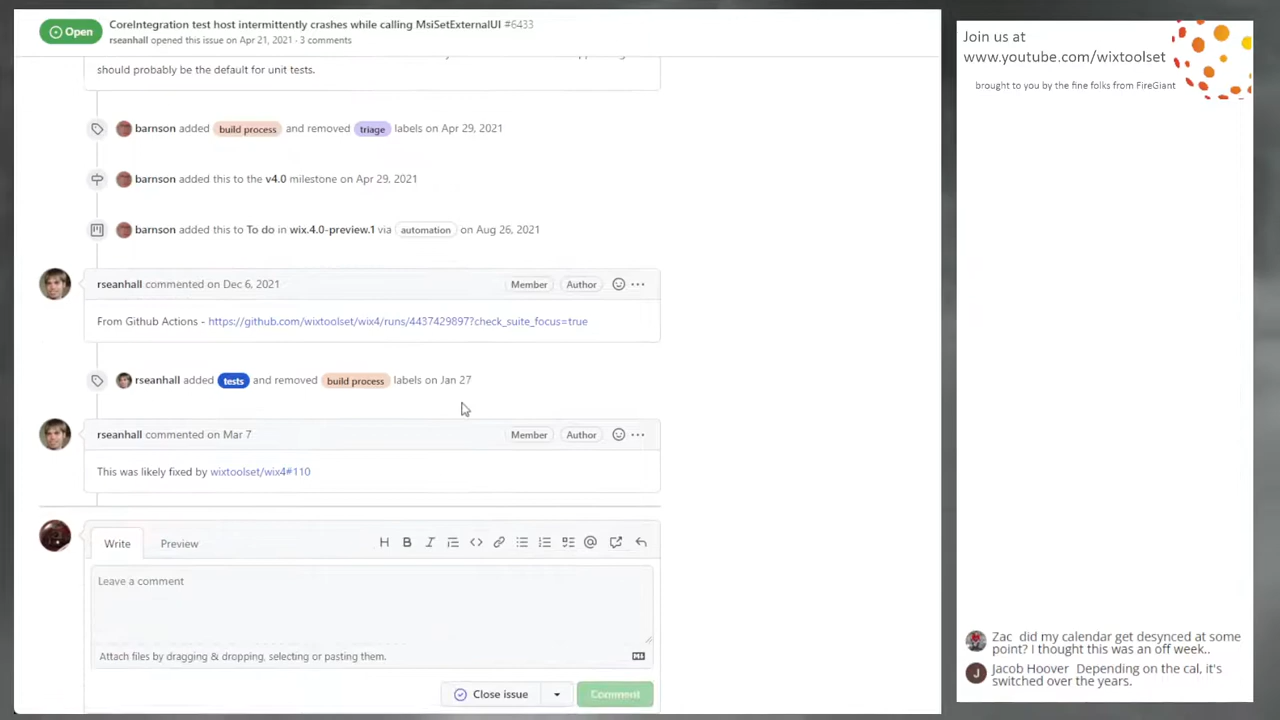 Open
CoreIntegration test host intermittently crashes while calling MsiSetExternalUI #6433
rseanhall opened this issue on Apr 21, 2021 · 3 comments
should probably be the default for unit tests.
barnson added build process and removed triage labels on Apr 29, 2021
barnson added this to the v4.0 milestone on Apr 29, 2021
barnson added this to To do in wix.4.0-preview.1 via automation on Aug 26, 2021
rseanhall commented on Dec 6, 2021 Member Author
From Github Actions - https://github.com/wixtoolset/wix4/runs/4437429897?check_suite_focus=true
rseanhall added tests and removed build process labels on Jan 27
rseanhall commented on Mar 7 Member Author
This was likely fixed by wixtoolset/wix4#110
Write Preview
Leave a comment
Attach files by dragging & dropping, selecting or pasting them.
Close issue Comment
Join us at
www.youtube.com/wixtoolset
brought to you by the fine folks from FireGiant
Zac did my calendar get desynced at some
point? I thought this was an off week..
J Jacob Hoover Depending on the cal, it's
switched over the years.